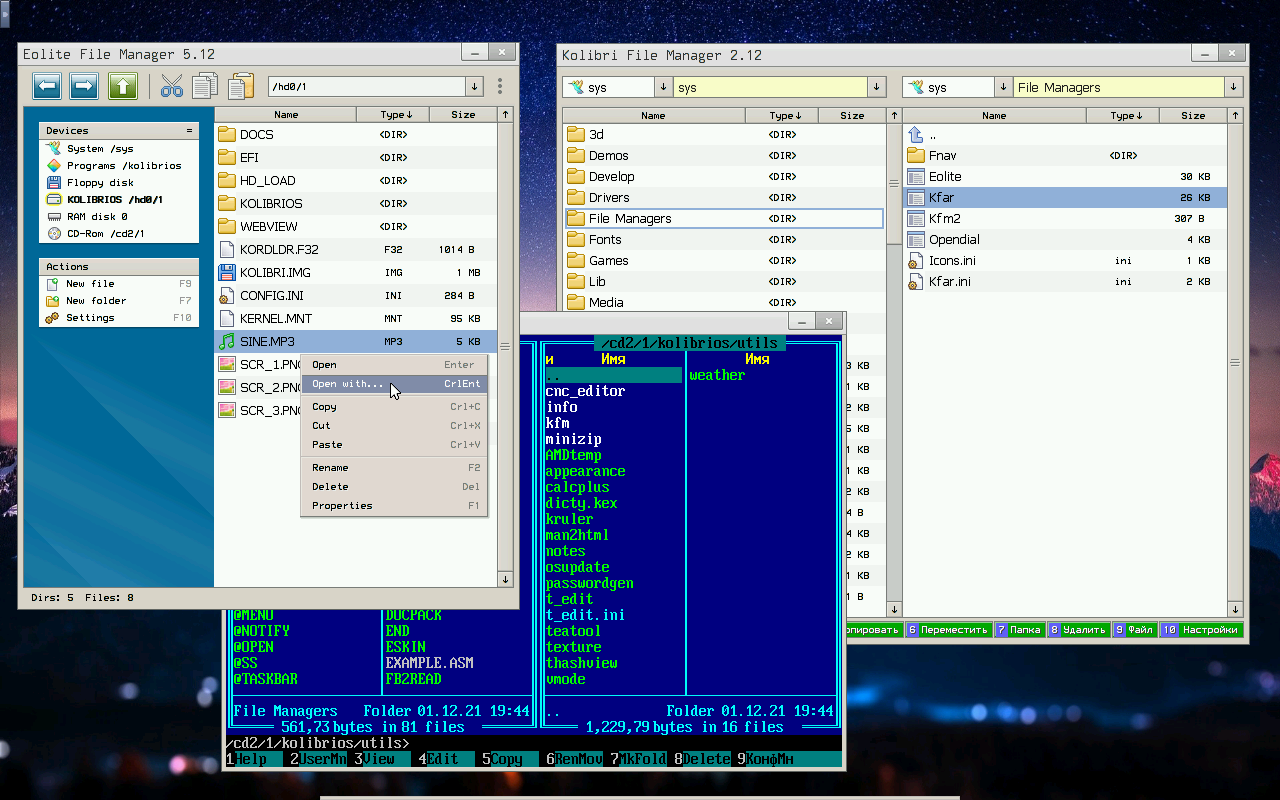 Eolite File Manager 5.12
/hd0/1
Devices =
System /sys
Programs /kolibrios
Floppy disk
KOLIBRIOS /hd0/1
RAM disk 0
CD-Rom /cd2/1
Actions
New file F9
New folder F7
Settings F10
Name Type↓ Size ↑
DOCS <DIR>
EFI <DIR>
HD_LOAD <DIR>
KOLIBRIOS <DIR>
WEBVIEW <DIR>
KORDLDR.F32 F32 1014 B
KOLIBRI.IMG IMG 1 MB
CONFIG.INI INI 284 B
KERNEL.MNT MNT 95 KB
SINE.MP3 MP3 5 KB
SCR_1.PN
SCR_2.PN
SCR_3.PN
Open Enter
Open with... CrlEnt
Copy Crl+C
Cut Crl+X
Paste Crl+V
Rename F2
Delete Del
Properties F1
Dirs: 5 Files: 8
Kolibri File Manager 2.12
sys ↓ sys ↓
sys ↓ File Managers ↓
Name Type↓ Size ↑
3d <DIR>
Demos <DIR>
Develop <DIR>
Drivers <DIR>
File Managers <DIR>
Fonts <DIR>
Games <DIR>
Lib <DIR>
Media <DIR>
3 KB
1 KB
2 KB
5 KB
1 KB
1 KB
2 KB
4 B
4 KB
2 KB
1 KB
1 B
Name Type↓ Size ↑
..
Fnav <DIR>
Eolite 30 KB
Kfar 26 KB
Kfm2 307 B
Opendial 4 KB
Icons.ini ini 1 KB
Kfar.ini ini 2 KB
опировать 6 Переместить 7 Папка 8 Удалить 9 Файл 10 Настройки
/cd2/1/kolibrios/utils
и Имя Имя
.. weather
cnc_editor
info
kfm
minizip
AMDtemp
appearance
calcplus
dicty.kex
kruler
man2html
notes
osupdate
passwordgen
t_edit
t_edit.ini
teatool
texture
thashview
vmode
@MENU DOCPACK
@NOTIFY END
@OPEN ESKIN
@SS EXAMPLE.ASM
@TASKBAR FB2READ
File Managers Folder 01.12.21 19:44
561,73 bytes in 81 files
.. Folder 01.12.21 19:44
1,229,79 bytes in 16 files
/cd2/1/kolibrios/utils>
1Help 2UserMn 3View 4Edit 5Copy 6RenMov 7MkFold 8Delete 9КонфМн